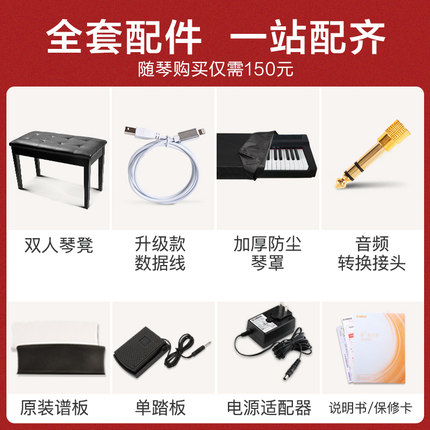 全套配件 一站配齐
随琴购买仅需150元
双人琴凳
升级款
数据线
加厚防尘
琴罩
音频
转换接头
原装谱板
单踏板
电源适配器
说明书/保修卡